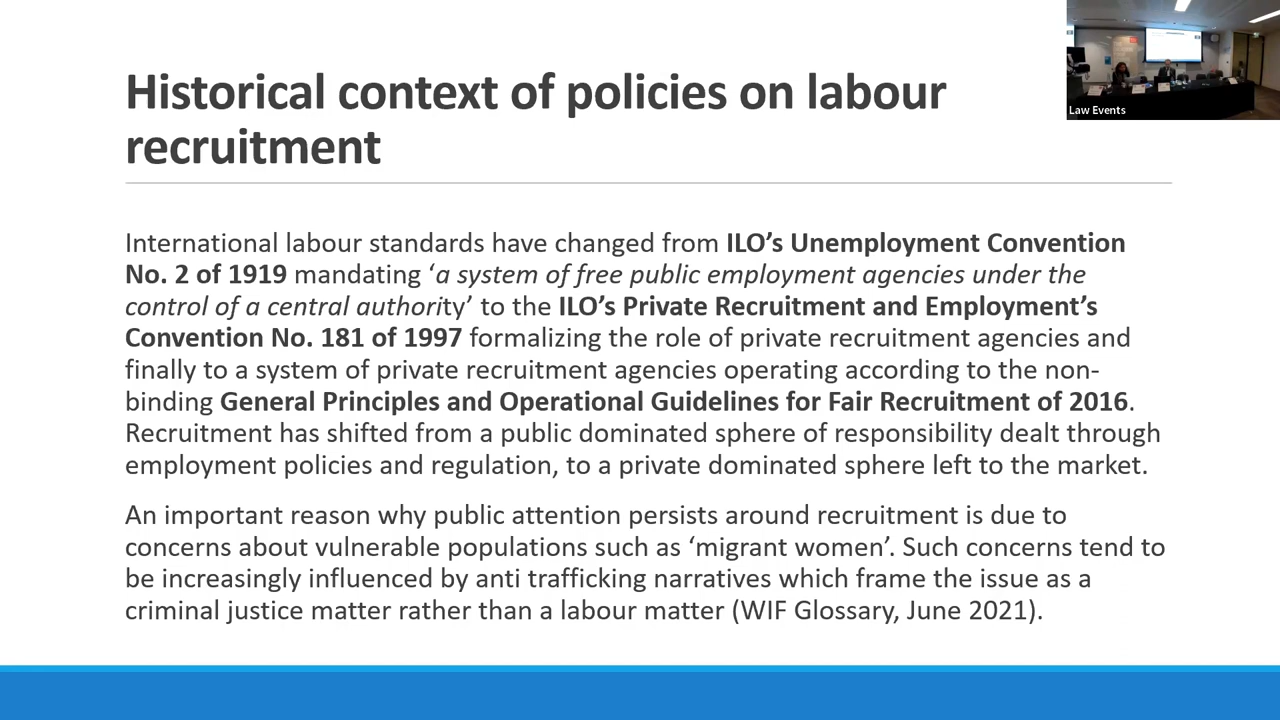 Historical context of policies on labour
recruitment
Law Events
International labour standards have changed from ILO’s Unemployment Convention
No. 2 of 1919 mandating ‘a system of free public employment agencies under the
control of a central authority’ to the ILO’s Private Recruitment and Employment’s
Convention No. 181 of 1997 formalizing the role of private recruitment agencies and
finally to a system of private recruitment agencies operating according to the non-
binding General Principles and Operational Guidelines for Fair Recruitment of 2016.
Recruitment has shifted from a public dominated sphere of responsibility dealt through
employment policies and regulation, to a private dominated sphere left to the market.
An important reason why public attention persists around recruitment is due to
concerns about vulnerable populations such as ‘migrant women’. Such concerns tend to
be increasingly influenced by anti trafficking narratives which frame the issue as a
criminal justice matter rather than a labour matter (WIF Glossary, June 2021).